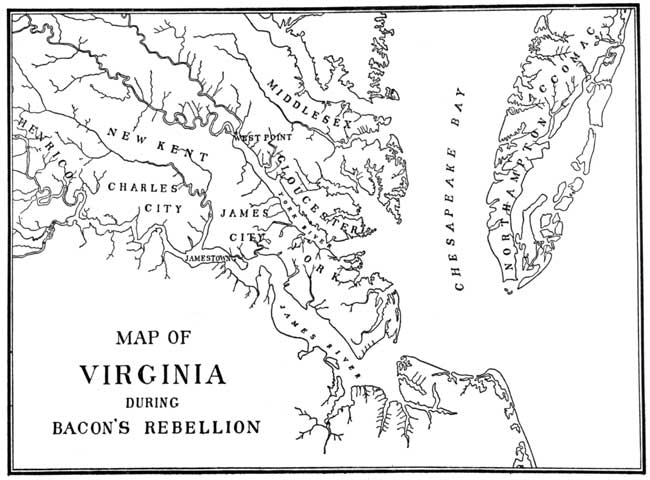 HENRICO
NEW KENT
CHARLES
CITY
JAMES
CITY
JAMESTOWN
WEST POINT
MIDDLESEX
GLOUCESTER
YORK RIVER
YORK
JAMES RIVER
CHESAPEAKE BAY
ACCOMAC
NORTHAMPTON
MAP OF
VIRGINIA
DURING
BACON'S REBELLION